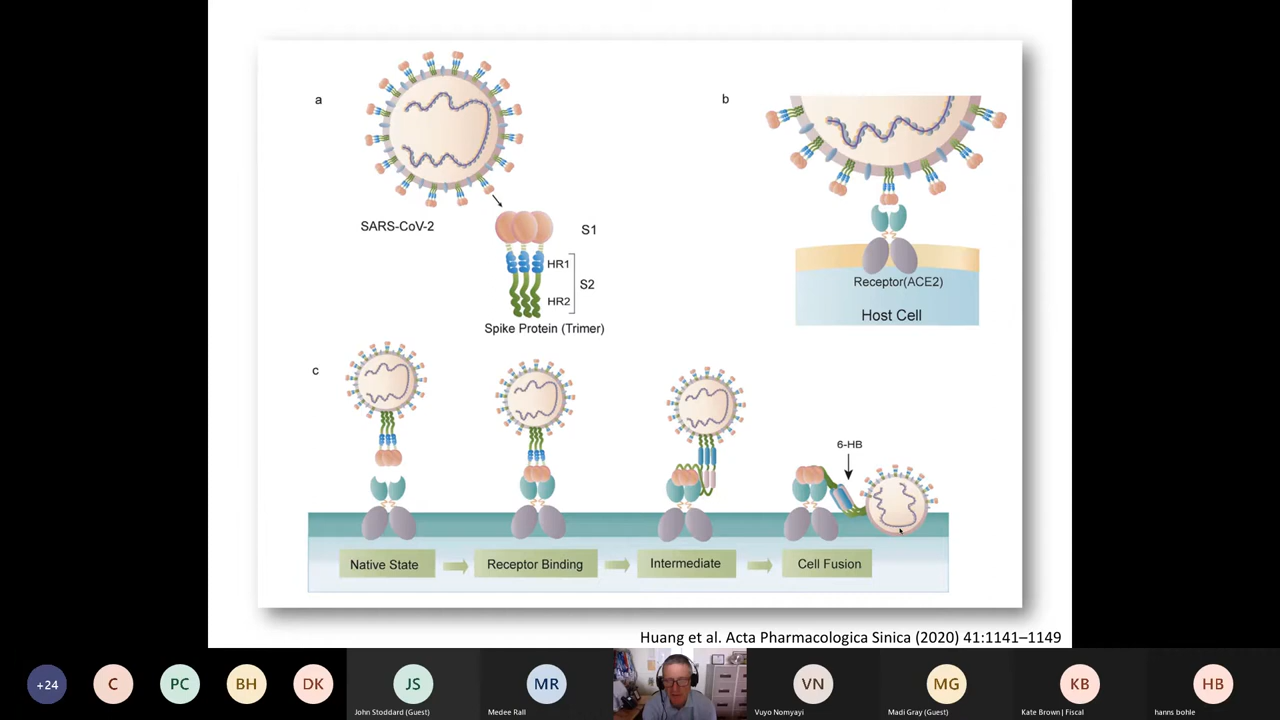 a
b
SARS-CoV-2
S1
HR1
S2
HR2
Spike Protein (Trimer)
Receptor(ACE2)
Host Cell
c
6-HB
Native State
Receptor Binding
Intermediate
Cell Fusion
Huang et al. Acta Pharmacologica Sinica (2020) 41:1141–1149
+24
C
PC
BH
DK
JS
John Stoddard (Guest)
MR
Medee Rall
VN
Vuyo Nomyayi
MG
Madi Gray (Guest)
KB
Kate Brown | Fiscal
HB
hanns bohle